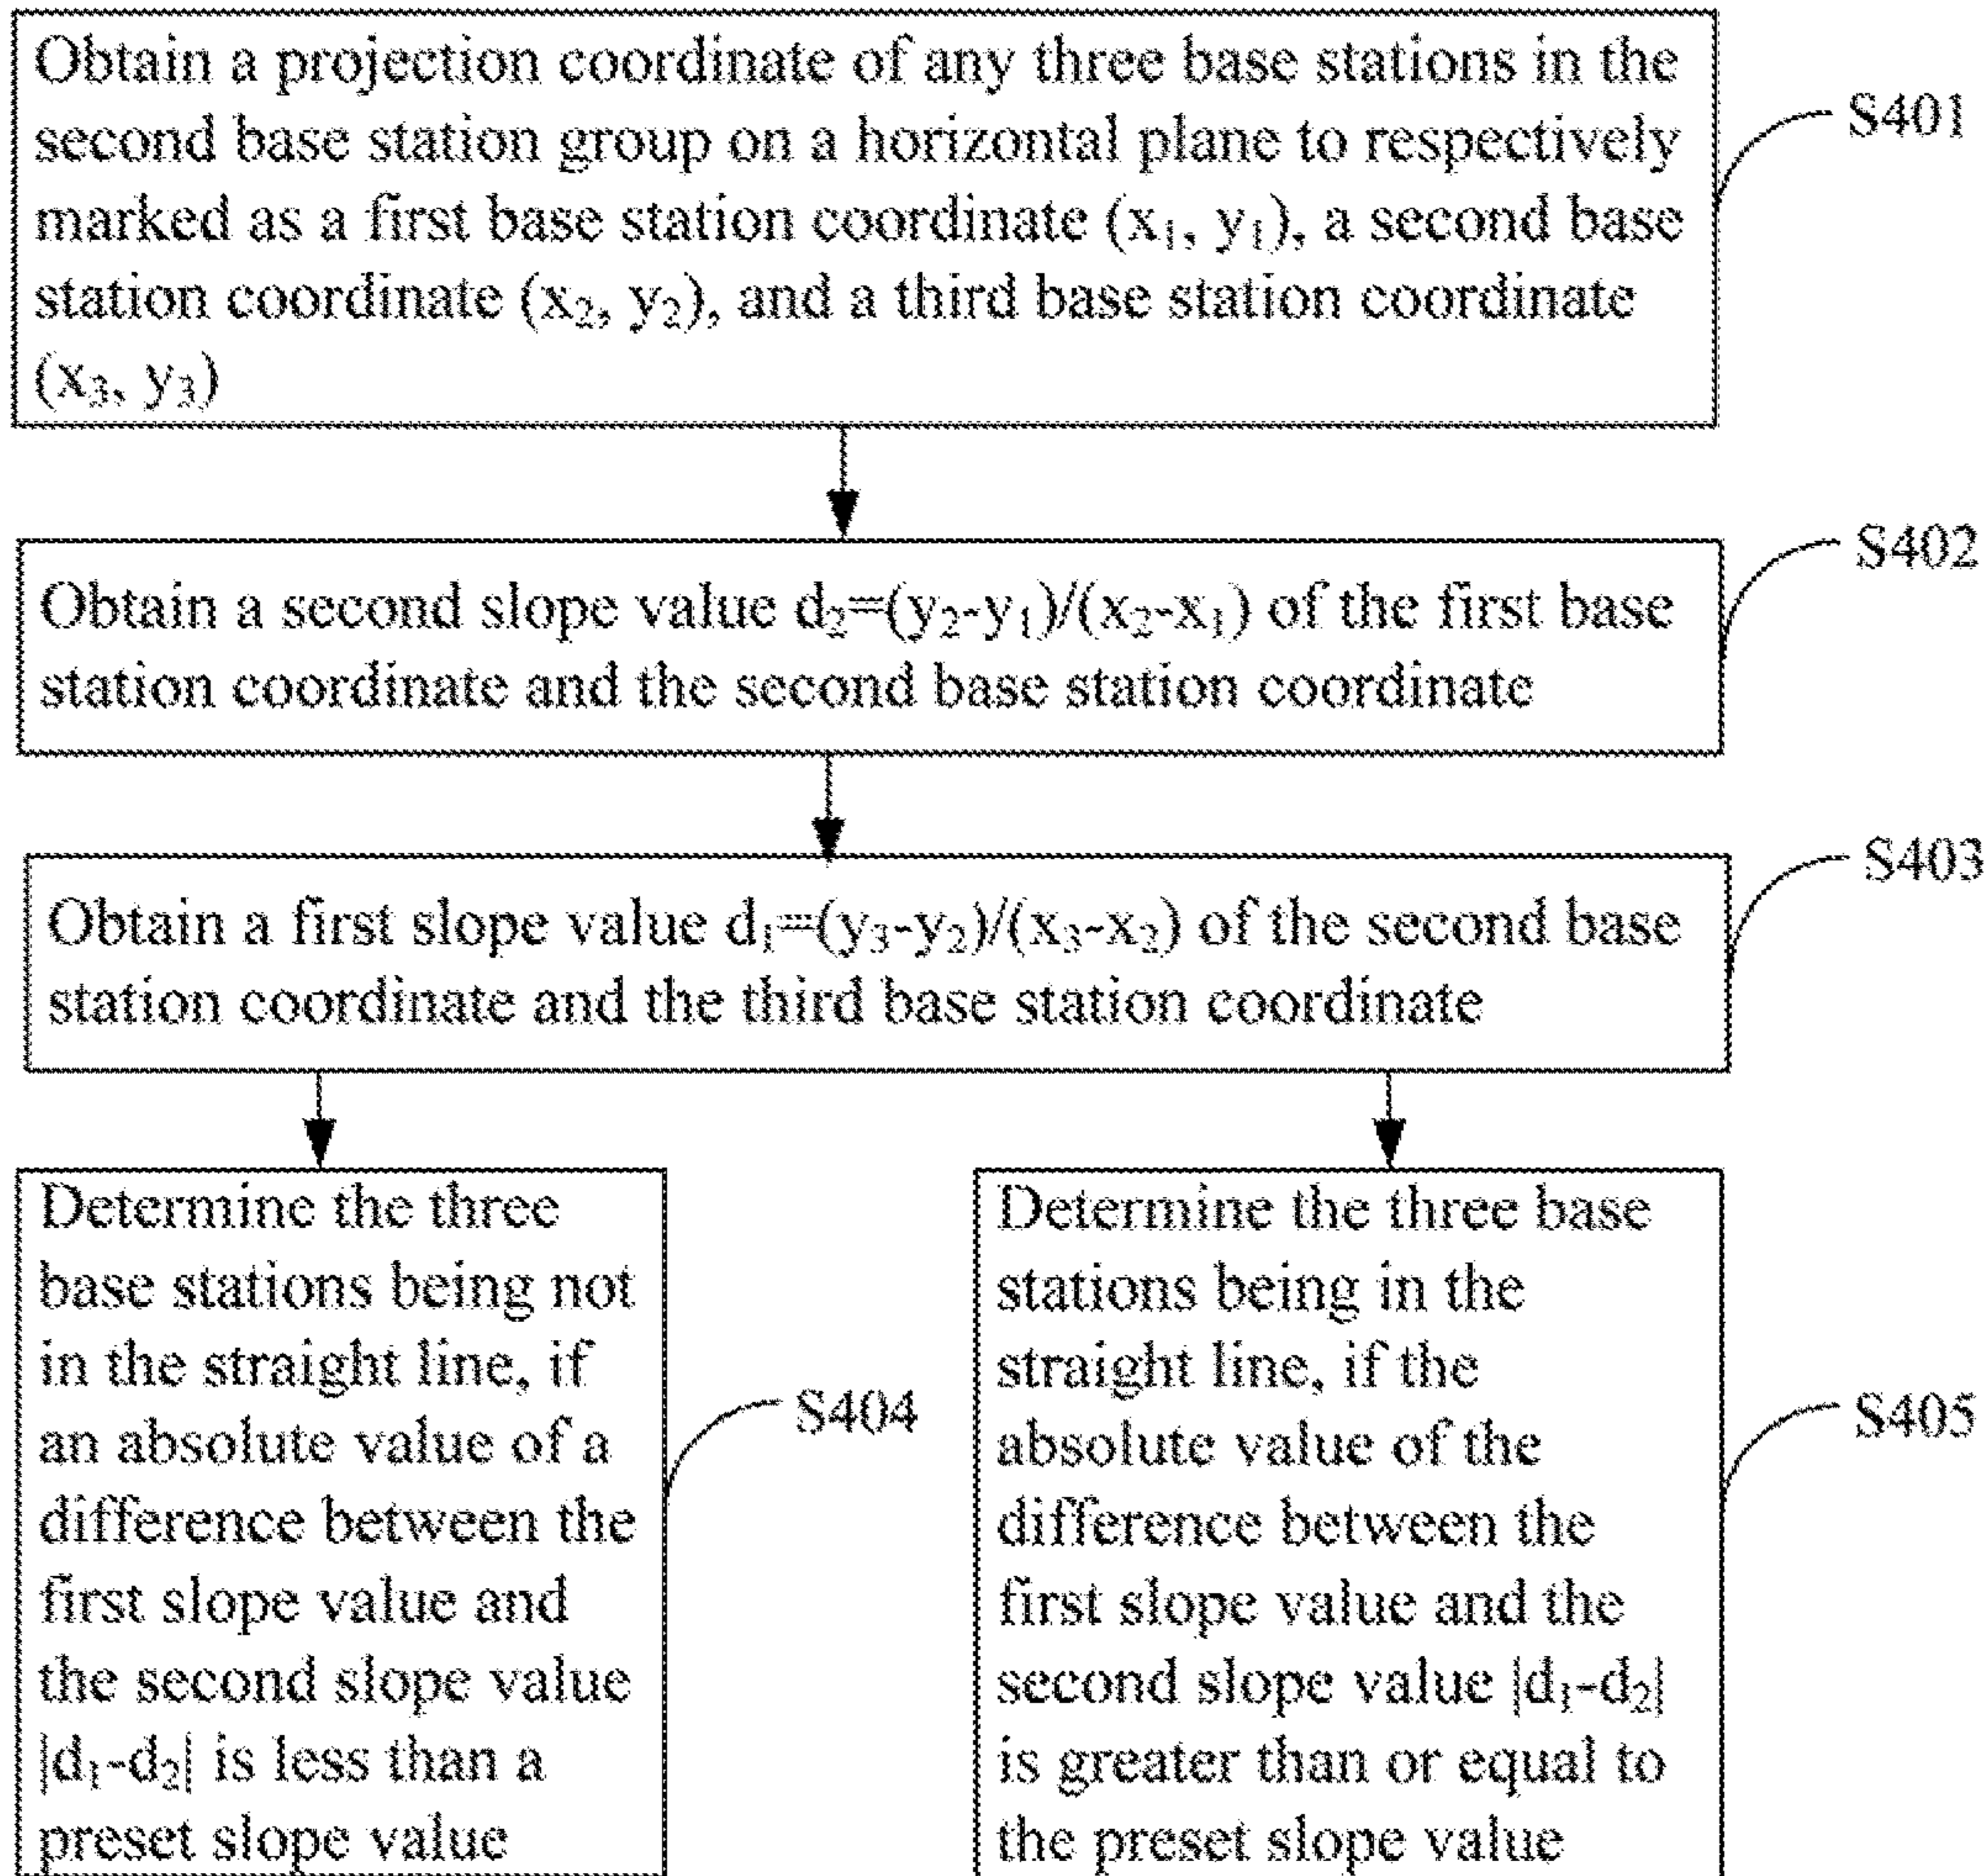 Obtain a projection coordinate of any three base stations in the
second base station group on a horizontal plane to respectively
marked as a first base station coordinate (x₁, y₁), a second base
station coordinate (x₂, y₂), and a third base station coordinate
(x₃, y₃)
S401
Obtain a second slope value d₂=(y₂-y₁)/(x₂-x₁) of the first base
station coordinate and the second base station coordinate
S402
Obtain a first slope value d₁=(y₃-y₂)/(x₃-x₂) of the second base
station coordinate and the third base station coordinate
S403
Determine the three
base stations being not
in the straight line, if
an absolute value of a
difference between the
first slope value and
the second slope value
|d₁-d₂| is less than a
preset slope value
S404
Determine the three base
stations being in the
straight line, if the
absolute value of the
difference between the
first slope value and the
second slope value |d₁-d₂|
is greater than or equal to
the preset slope value
S405